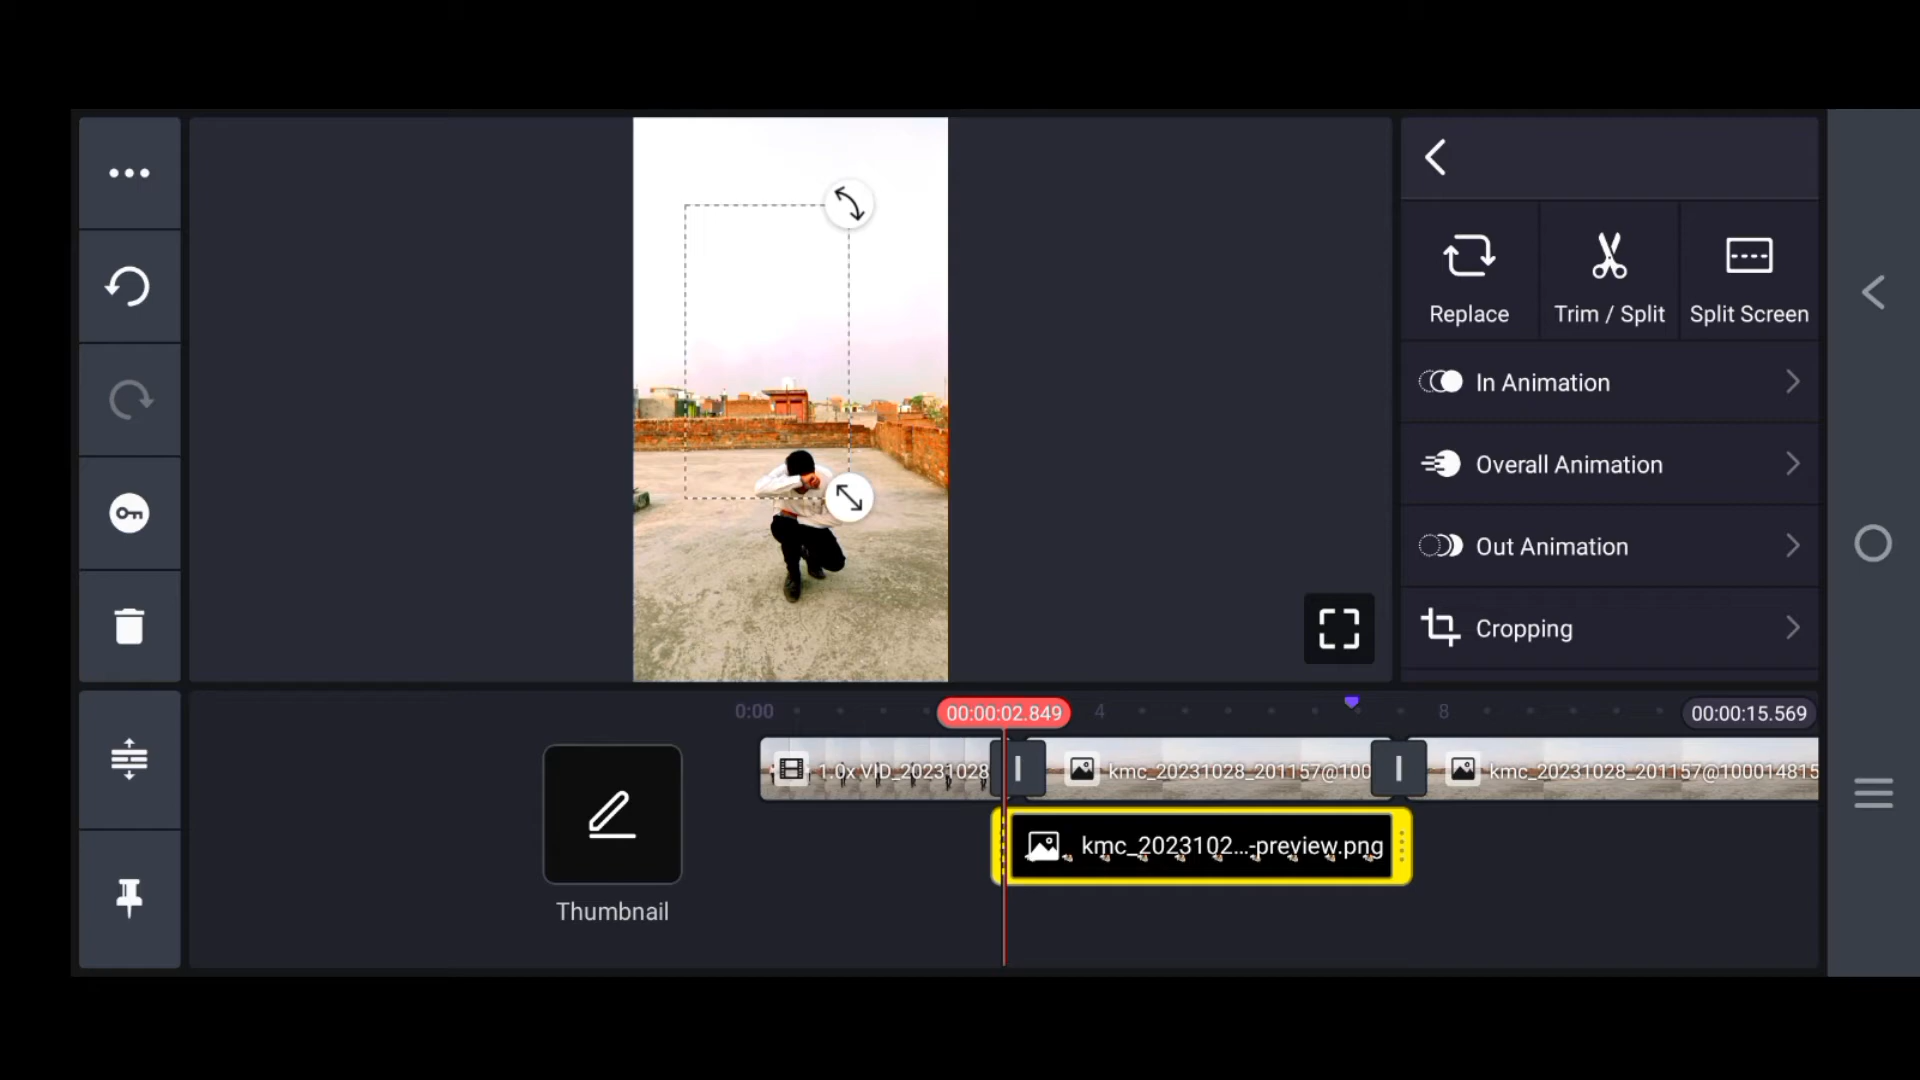 Replace
Trim / Split
Split Screen
In Animation
Overall Animation
Out Animation
Cropping
0:00
00:00:02.849
4
8
00:00:15.569
1.0x VID_20231028
kmc_20231028_201157@100
kmc_20231028_201157@100014815
kmc_2023102...-preview.png
Thumbnail